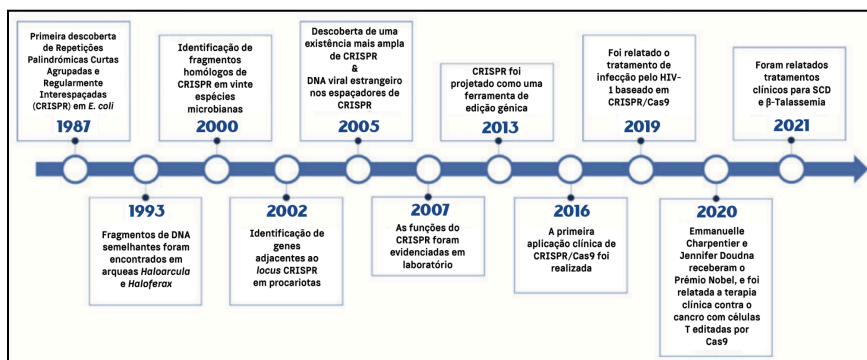 Primeira descoberta
de Repetições
Palindrómicas Curtas
Agrupadas e
Regularmente
Interespaçadas
(CRISPR) em E. coli
1987
Identificação de
fragmentos
homólogos de
CRISPR em vinte
espécies
microbianas
2000
Descoberta de uma
existência mais ampla
de CRISPR
&
DNA viral estrangeiro
nos espaçadores de
CRISPR
2005
CRISPR foi
projetado como uma
ferramenta de
edição génica
2013
Foi relatado o
tratamento de
infecção pelo HIV-
1 baseado em
CRISPR/Cas9
2019
Foram relatados
tratamentos
clínicos para SCD
e β-Talassemia
2021
1993
Fragmentos de DNA
semelhantes foram
encontrados em
arqueas Haloarcula
e Haloferax
2002
Identificação de
genes
adjacentes ao
locus CRISPR
em procariotas
2007
As funções do
CRISPR foram
evidenciadas em
laboratório
2016
A primeira
aplicação clínica de
CRISPR/Cas9 foi
realizada
2020
Emmanuelle
Charpentier e
Jennifer Doudna
receberam o
Prémio Nobel, e foi
relatada a terapia
clínica contra o
cancro com células
T editadas por
Cas9